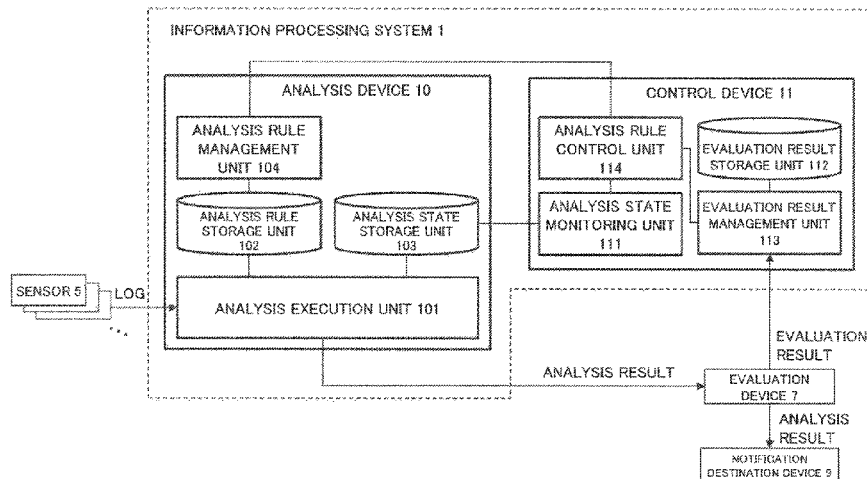 INFORMATION PROCESSING SYSTEM 1
ANALYSIS DEVICE 10
ANALYSIS RULE
MANAGEMENT UNIT 104
ANALYSIS RULE
STORAGE UNIT
102
ANALYSIS STATE
STORAGE UNIT
103
ANALYSIS EXECUTION UNIT 101
CONTROL DEVICE 11
ANALYSIS RULE
CONTROL UNIT
114
EVALUATION RESULT
STORAGE UNIT 112
ANALYSIS STATE
MONITORING UNIT
111
EVALUATION RESULT
MANAGEMENT UNIT
113
SENSOR 5
LOG
...
ANALYSIS RESULT
EVALUATION
RESULT
EVALUATION
DEVICE 7
ANALYSIS
RESULT
NOTIFICATION
DESTINATION DEVICE 9